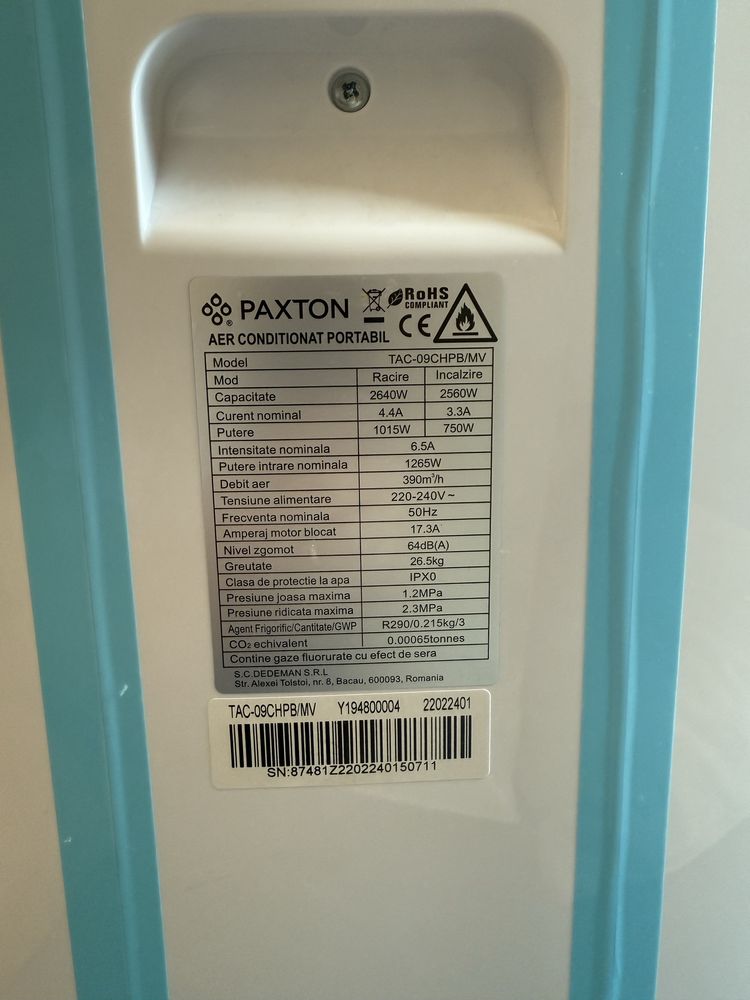 PAXTON
RoHS
COMPLIANT
CE
AER CONDITIONAT PORTABIL
Model TAC-09CHPB/MV
Mod Racire Incalzire
Capacitate 2640W 2560W
Curent nominal 4.4A 3.3A
Putere 1015W 750W
Intensitate nominala 6.5A
Putere intrare nominala 1265W
Debit aer 390m³/h
Tensiune alimentare 220-240V ~
Frecventa nominala 50Hz
Amperaj motor blocat 17.3A
Nivel zgomot 64dB(A)
Greutate 26.5kg
Clasa de protectie la apa IPX0
Presiune joasa maxima 1.2MPa
Presiune ridicata maxima 2.3MPa
Agent Frigorific/Cantitate/GWP R290/0.215kg/3
CO₂ echivalent 0.00065tonnes
Contine gaze fluorurate cu efect de sera
S.C.DEDEMAN S.R.L
Str. Alexei Tolstoi, nr. 8, Bacau, 600093, Romania
TAC-09CHPB/MV Y194800004 22022401
SN:87481Z2202240150711